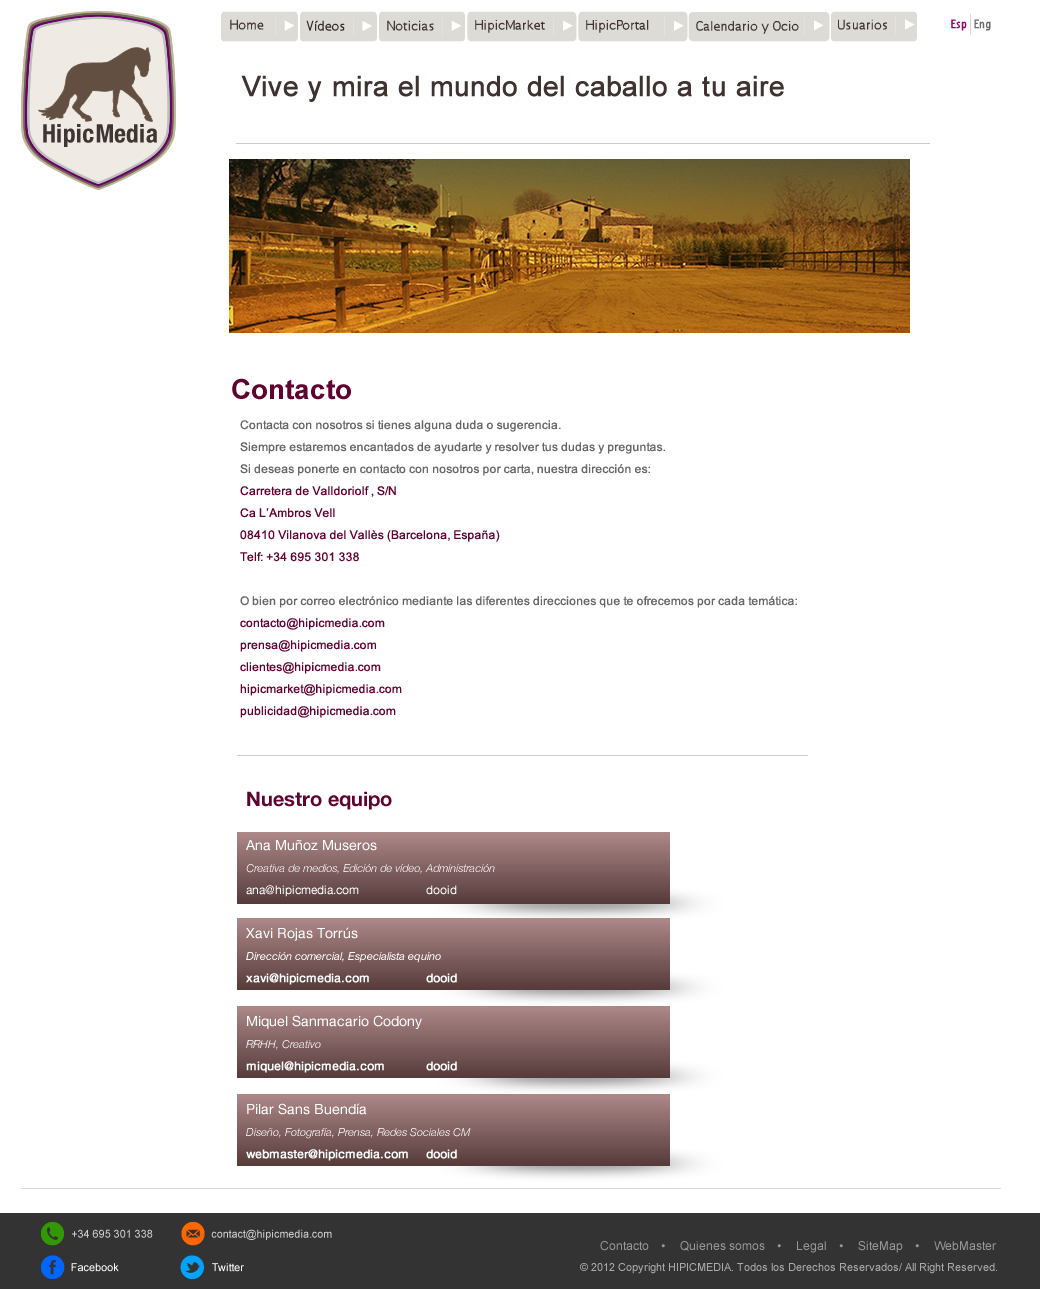 HipicMedia
Home
Vídeos
Noticias
HipicMarket
HipicPortal
Calendario y Ocio
Usuarios
Esp
Eng
Vive y mira el mundo del caballo a tu aire
Contacto
Contacta con nosotros si tienes alguna duda o sugerencia.
Siempre estaremos encantados de ayudarte y resolver tus dudas y preguntas.
Si deseas ponerte en contacto con nosotros por carta, nuestra dirección es:
Carretera de Valldoriolf , S/N
Ca L'Ambros Vell
08410 Vilanova del Vallès (Barcelona, España)
Telf: +34 695 301 338
O bien por correo electrónico mediante las diferentes direcciones que te ofrecemos por cada temática:
contacto@hipicmedia.com
prensa@hipicmedia.com
clientes@hipicmedia.com
hipicmarket@hipicmedia.com
publicidad@hipicmedia.com
Nuestro equipo
Ana Muñoz Museros
Creativa de medios, Edición de vídeo, Administración
ana@hipicmedia.com dooid
Xavi Rojas Torrús
Dirección comercial, Especialista equino
xavi@hipicmedia.com dooid
Miquel Sanmacario Codony
RRHH, Creativo
miquel@hipicmedia.com dooid
Pilar Sans Buendía
Diseño, Fotografía, Prensa, Redes Sociales CM
webmaster@hipicmedia.com dooid
+34 695 301 338
contact@hipicmedia.com
Facebook
Twitter
Contacto • Quienes somos • Legal • SiteMap • WebMaster
© 2012 Copyright HIPICMEDIA. Todos los Derechos Reservados/ All Right Reserved.